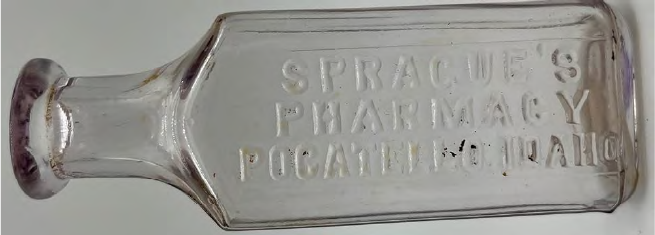 SPRAGUE'S
PHARMACY
POCATELLO, IDAHO